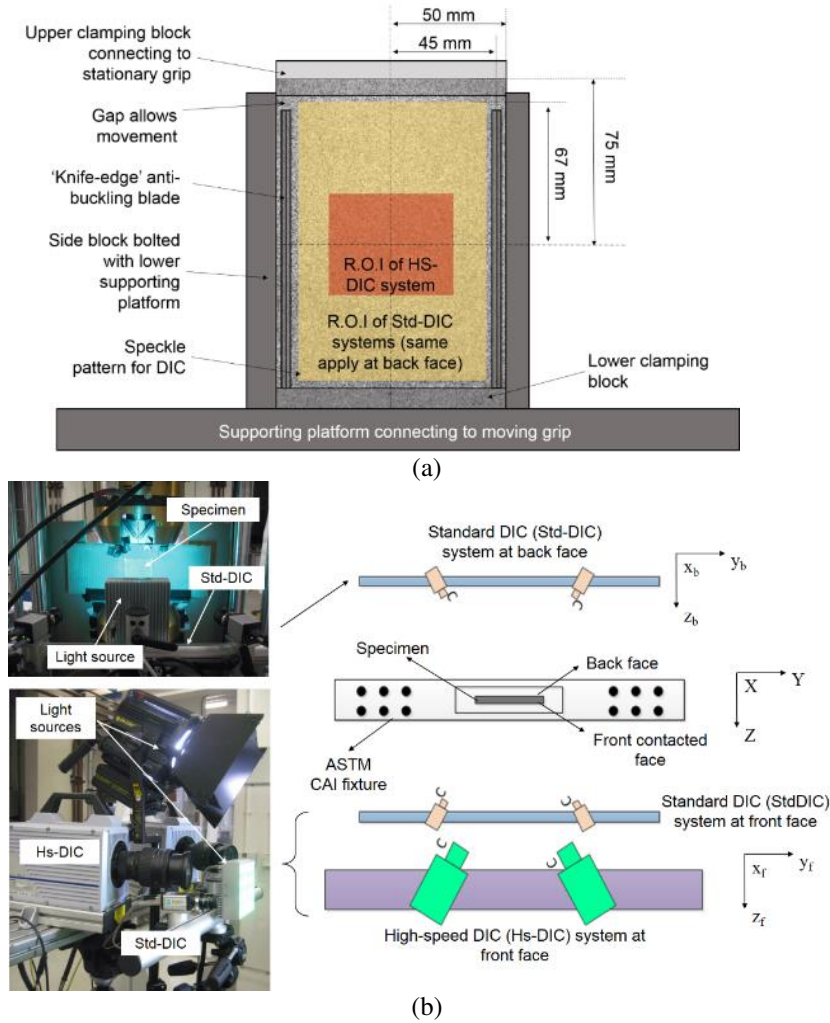 50 mm
45 mm
Upper clamping block
connecting to
stationary grip
Gap allows
movement
75 mm
67 mm
'Knife-edge' anti-
buckling blade
Side block bolted
with lower
supporting
platform
R.O.I of HS-
DIC system
R.O.I of Std-DIC
systems (same
apply at back face)
Speckle
pattern for DIC
Lower clamping
block
Supporting platform connecting to moving grip
(a)
Specimen
Std-DIC
Light source
Standard DIC (Std-DIC)
system at back face
x_b
y_b
z_b
Specimen
Back face
X
Y
Z
Front contacted
face
ASTM
CAI fixture
Light
sources
Hs-DIC
Std-DIC
Standard DIC (StdDIC)
system at front face
x_f
y_f
z_f
High-speed DIC (Hs-DIC) system at
front face
(b)